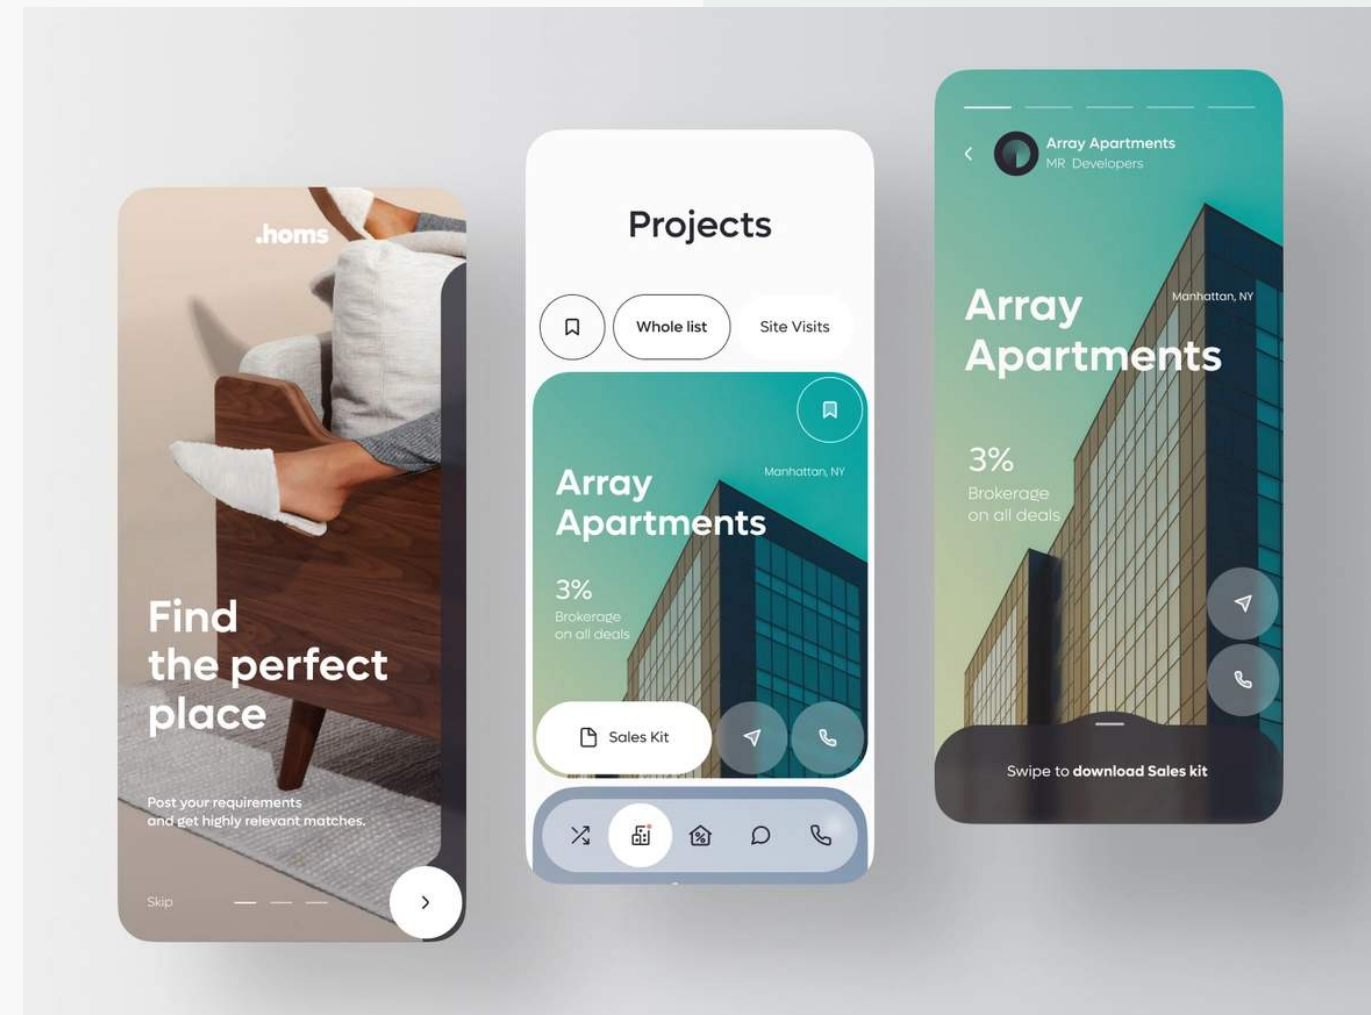 .homs
Find
the perfect
place
Post your requirements
and get highly relevant matches.
Skip
Projects
Whole list
Site Visits
Array
Apartments
Manhattan, NY
3%
Brokerage
on all deals
Sales Kit
Array Apartments
MR Developers
Array
Apartments
Manhattan, NY
3%
Brokerage
on all deals
Swipe to download Sales kit